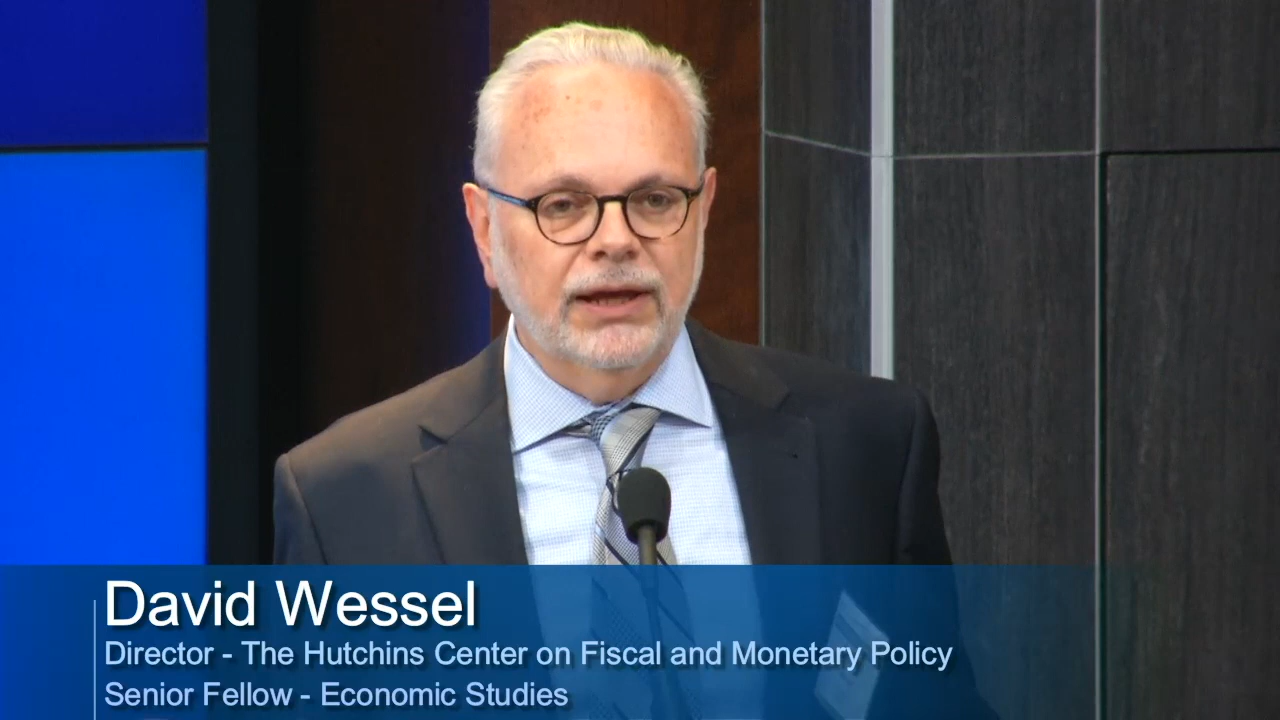 David Wessel
Director - The Hutchins Center on Fiscal and Monetary Policy
Senior Fellow - Economic Studies